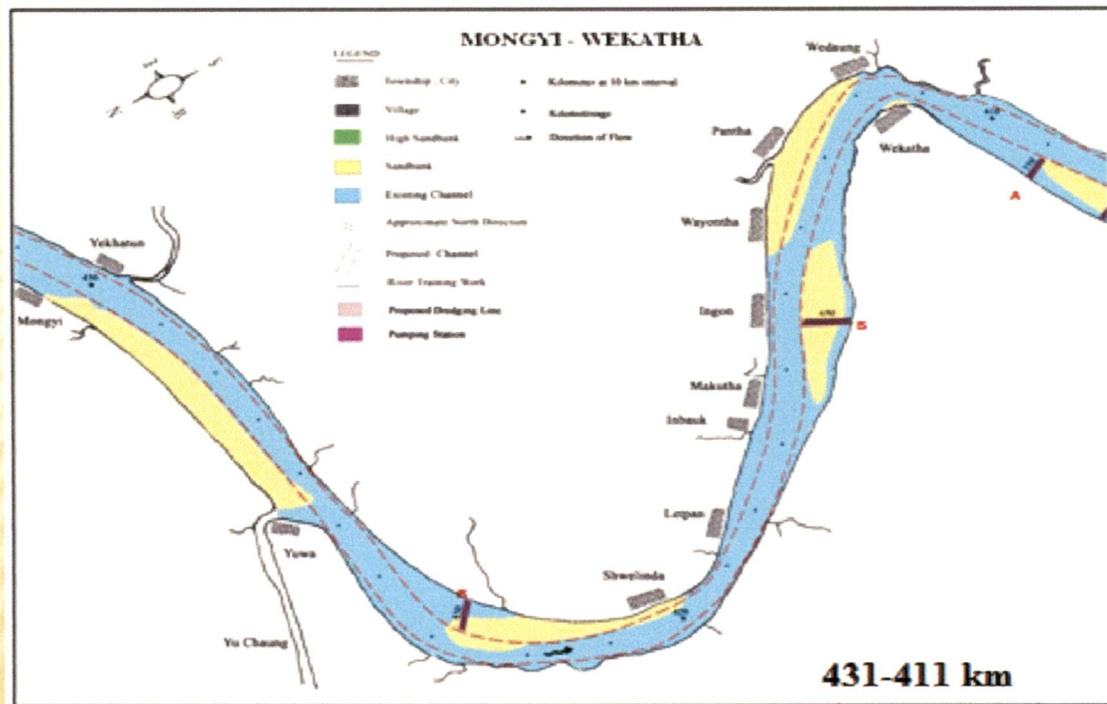 MONGYI - WEKATHA
LEGEND
Township , City
Village
High Sandbank
Sandbank
Existing Channel
Approximate North Direction
Proposed Channel
River Training Work
Proposed Dredging Line
Pumping Station
Kilometer at 10 km interval
Kilometerage
Direction of Flow
Wedaung
Pantha
Wekatha
A
Wayontha
Yekhatun
Mongyi
Ingon
Б
Makutha
Inbauk
Letpan
Yuwa
Shwelinda
Yu Chaung
431-411 km